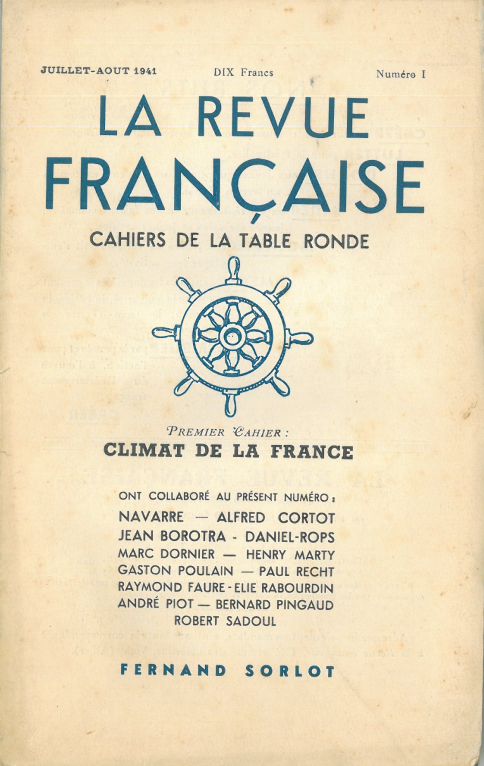 JUILLET-AOUT 1941 DIX Francs Numéro I
LA REVUE
FRANÇAISE
CAHIERS DE LA TABLE RONDE
PREMIER CAHIER :
CLIMAT DE LA FRANCE
ONT COLLABORÉ AU PRÉSENT NUMÉRO :
NAVARRE — ALFRED CORTOT
JEAN BOROTRA - DANIEL-ROPS
MARC DORNIER — HENRY MARTY
GASTON POULAIN — PAUL RECHT
RAYMOND FAURE - ELIE RABOURDIN
ANDRÉ PIOT — BERNARD PINGAUD
ROBERT SADOUL
FERNAND SORLOT